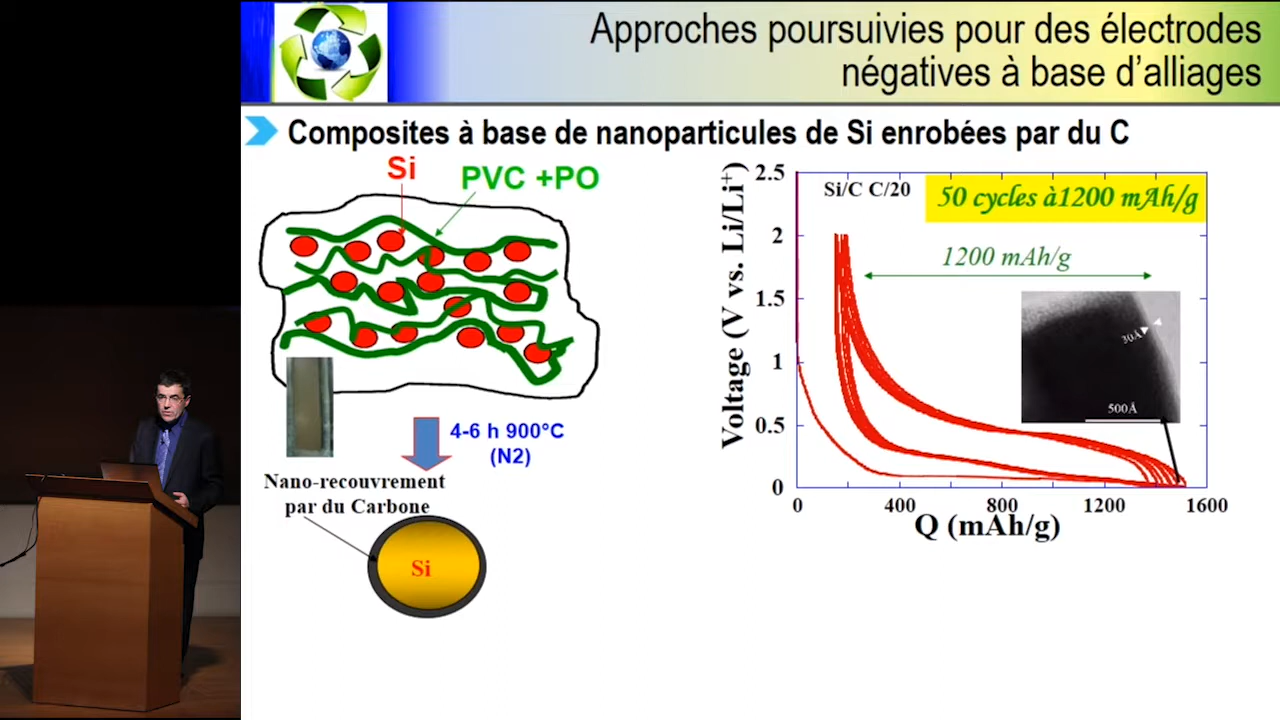 Approches poursuivies pour des électrodes
négatives à base d'alliages
Composites à base de nanoparticules de Si enrobées par du C
Si
PVC +PO
4-6 h 900°C
(N2)
Nano-recouvrement
par du Carbone
Si
Voltage (V vs. Li/Li+)
2.5
2
1.5
1
0.5
0
Si/C C/20
50 cycles à1200 mAh/g
1200 mAh/g
30Å
500Å
0
400
800
1200
1600
Q (mAh/g)